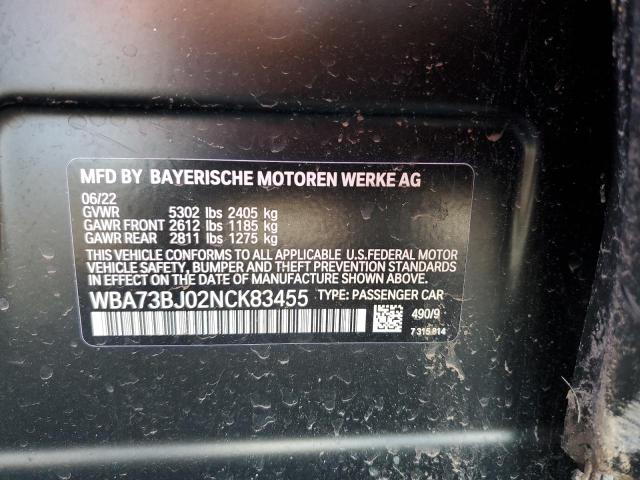 MFD BY BAYERISCHE MOTOREN WERKE AG
06/22
GVWR 5302 lbs 2405 kg
GAWR FRONT 2612 lbs 1185 kg
GAWR REAR 2811 lbs 1275 kg
THIS VEHICLE CONFORMS TO ALL APPLICABLE U.S.FEDERAL MOTOR
VEHICLE SAFETY, BUMPER AND THEFT PREVENTION STANDARDS
IN EFFECT ON THE DATE OF MANUFACTURE SHOWN ABOVE.
WBA73BJ02NCK83455 TYPE: PASSENGER CAR
490/9
7 315 814